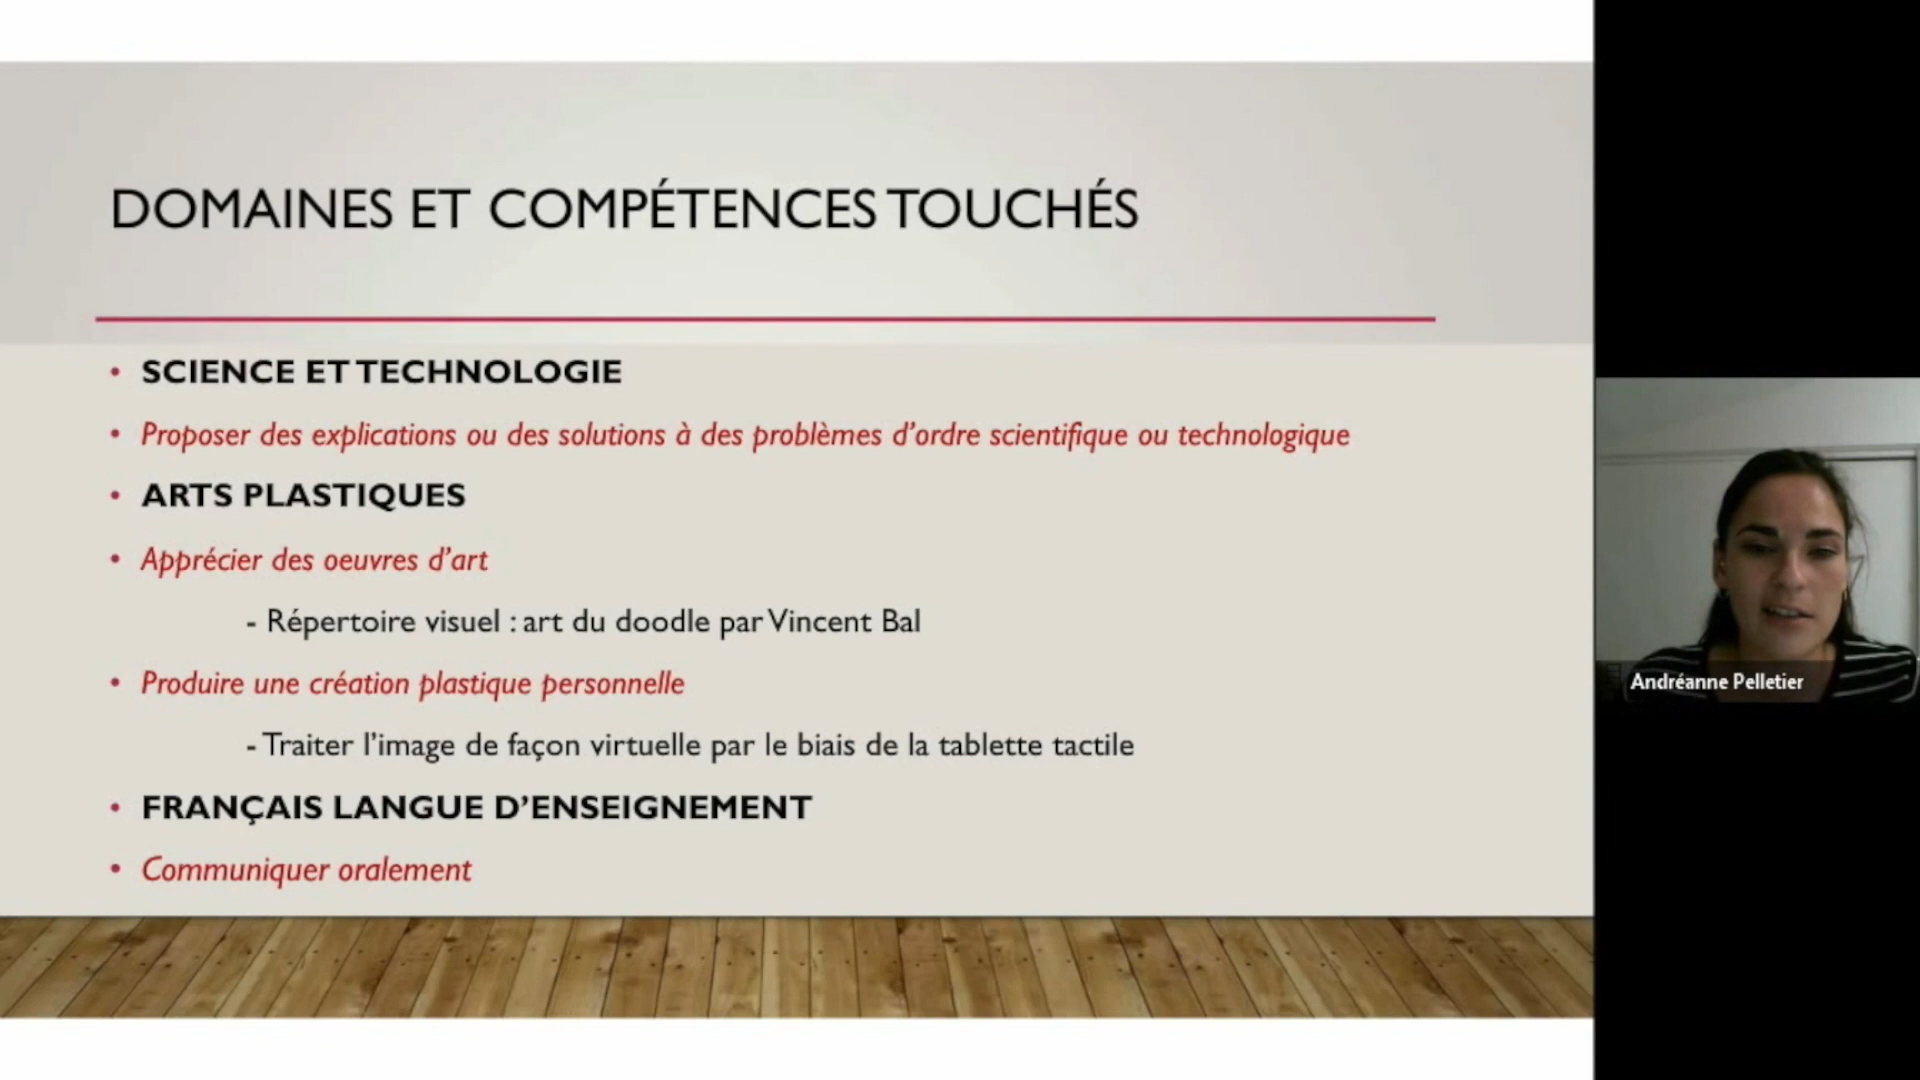 DOMAINES ET COMPÉTENCES TOUCHÉS
• SCIENCE ET TECHNOLOGIE
• Proposer des explications ou des solutions à des problèmes d’ordre scientifique ou technologique
• ARTS PLASTIQUES
• Apprécier des oeuvres d’art
- Répertoire visuel : art du doodle par Vincent Bal
• Produire une création plastique personnelle
- Traiter l’image de façon virtuelle par le biais de la tablette tactile
• FRANÇAIS LANGUE D’ENSEIGNEMENT
• Communiquer oralement
Andréanne Pelletier